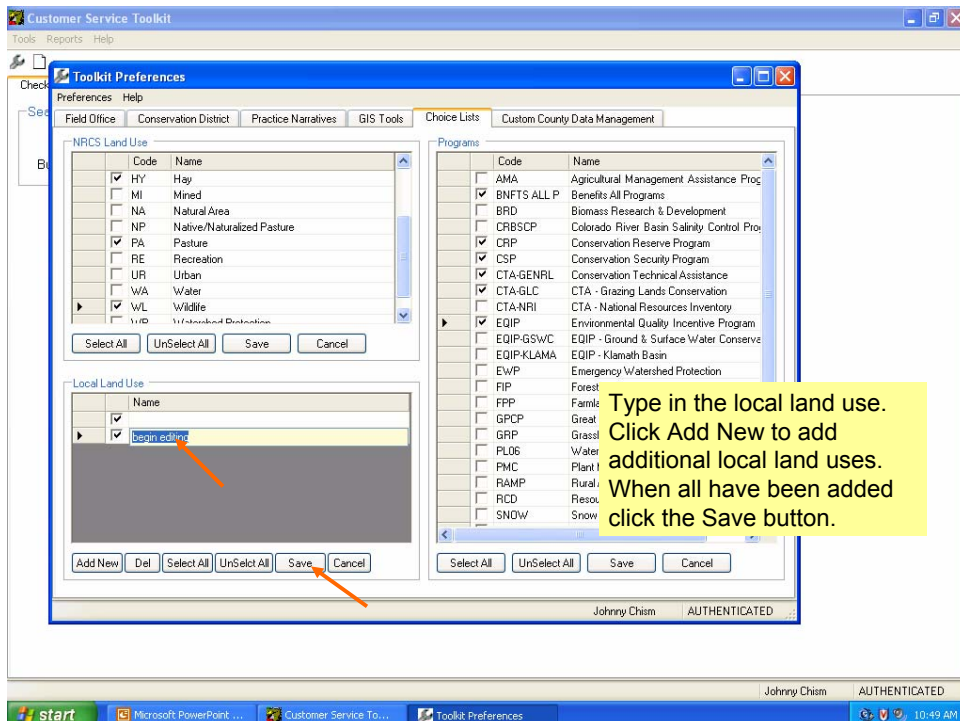 Customer Service Toolkit
Tools Reports Help
Check
Toolkit Preferences
Preferences Help
Field Office Conservation District Practice Narratives GIS Tools Choice Lists Custom County Data Management
NRCS Land Use
Code Name
HY Hay
MI Mined
NA Natural Area
NP Native/Naturalized Pasture
PA Pasture
RE Recreation
UR Urban
WA Water
WL Wildlife
WP Watershed Protection
Select All UnSelect All Save Cancel
Local Land Use
Name
begin editing
Add New Del Select All UnSelct All Save Cancel
Programs
Code Name
AMA Agricultural Management Assistance Prog
BNFTS ALL P Benefits All Programs
BRD Biomass Research & Development
CRBSCP Colorado River Basin Salinity Control Pro
CRP Conservation Reserve Program
CSP Conservation Security Program
CTA-GENRL Conservation Technical Assistance
CTA-GLC CTA - Grazing Lands Conservation
CTA-NRI CTA - National Resources Inventory
EQIP Environmental Quality Incentive Program
EQIP-GSWC EQIP - Ground & Surface Water Conserva
EQIP-KLAMA EQIP - Klamath Basin
EWP Emergency Watershed Protection
FIP Forest
FPP Farmla
GPCP Great
GRP Grassl
PL06 Water
PMC Plant
RAMP Rural
RCD Resou
SNOW Snow
Select All UnSelect All Save Cancel
Type in the local land use.
Click Add New to add
additional local land uses.
When all have been added
click the Save button.
Johnny Chism AUTHENTICATED
Johnny Chism AUTHENTICATED
start Microsoft PowerPoint ... Customer Service To... Toolkit Preferences 10:49 AM